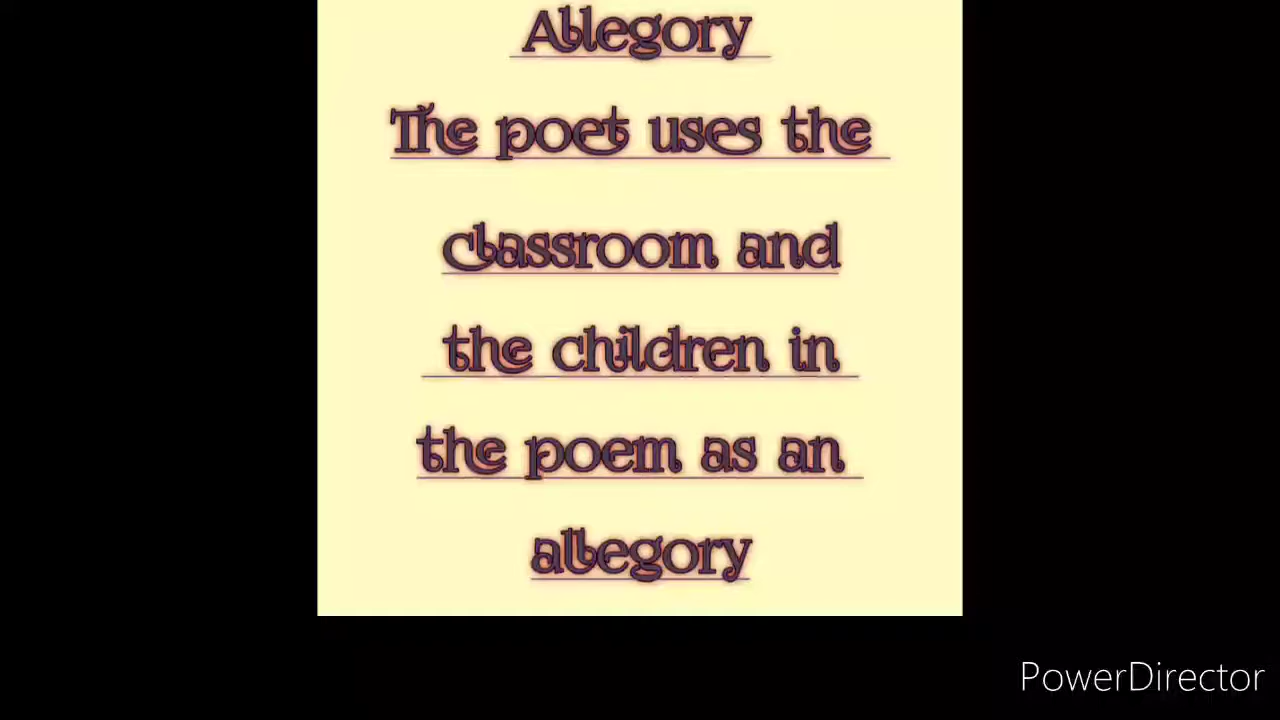 Allegory
The poet uses the
classroom and
the children in
the poem as an
allegory
PowerDirector